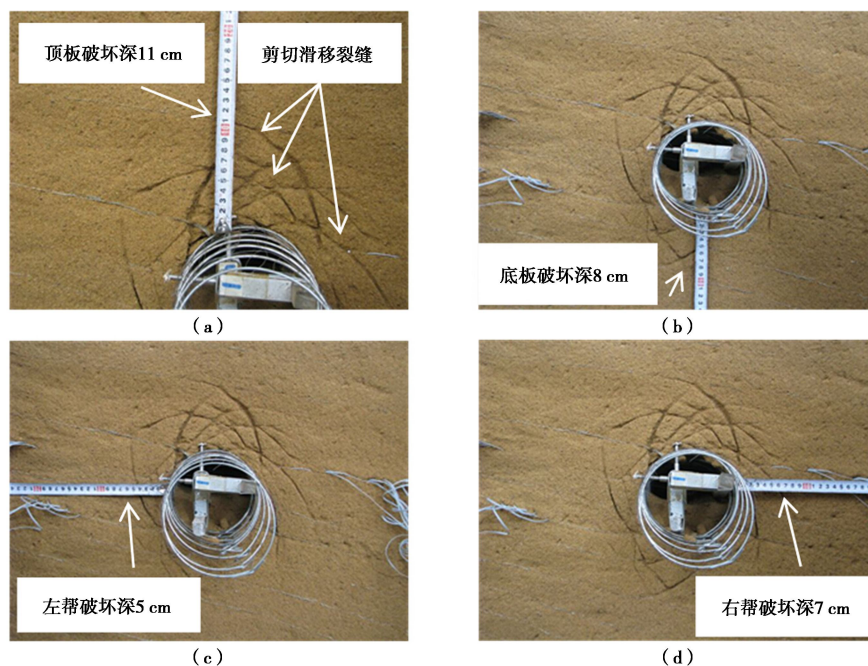 顶板破坏深11 cm
剪切滑移裂缝
(a)
底板破坏深8 cm
(b)
左帮破坏深5 cm
(c)
右帮破坏深7 cm
(d)